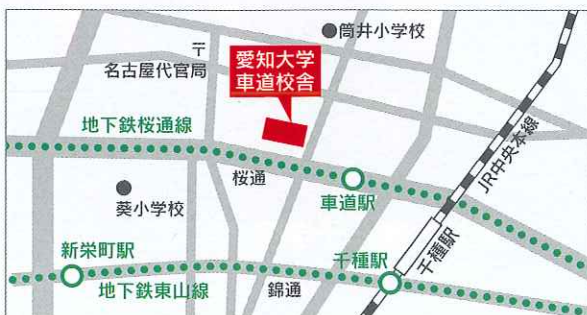 筒井小学校
〒
名古屋代官局
愛知大学
車道校舎
地下鉄桜通線
JR中央本線
桜通
車道駅
葵小学校
新栄町駅
千種駅
千種駅
地下鉄東山線
錦通